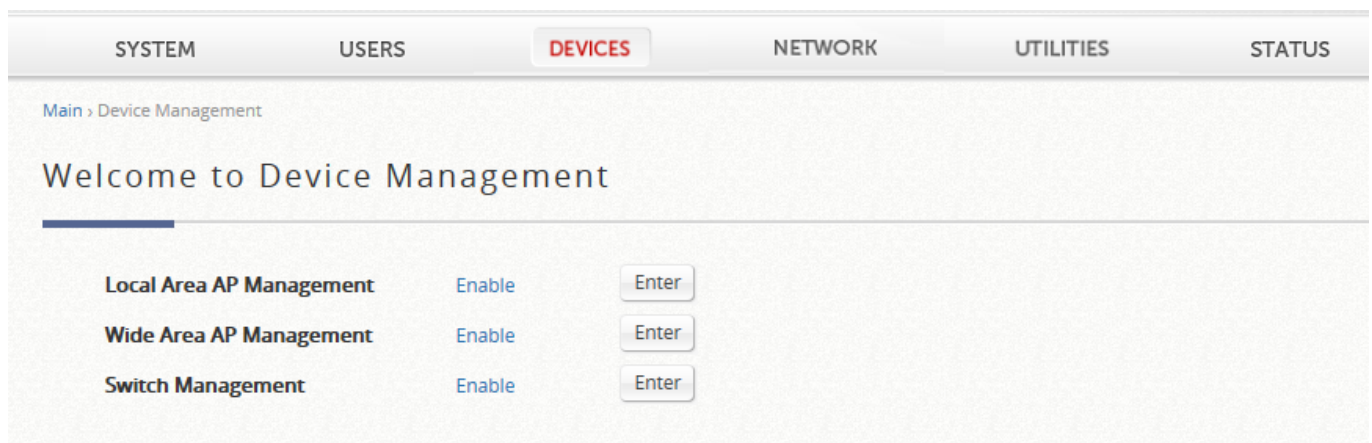 SYSTEM USERS DEVICES NETWORK UTILITIES STATUS
Main › Device Management
Welcome to Device Management
Local Area AP Management Enable Enter
Wide Area AP Management Enable Enter
Switch Management Enable Enter